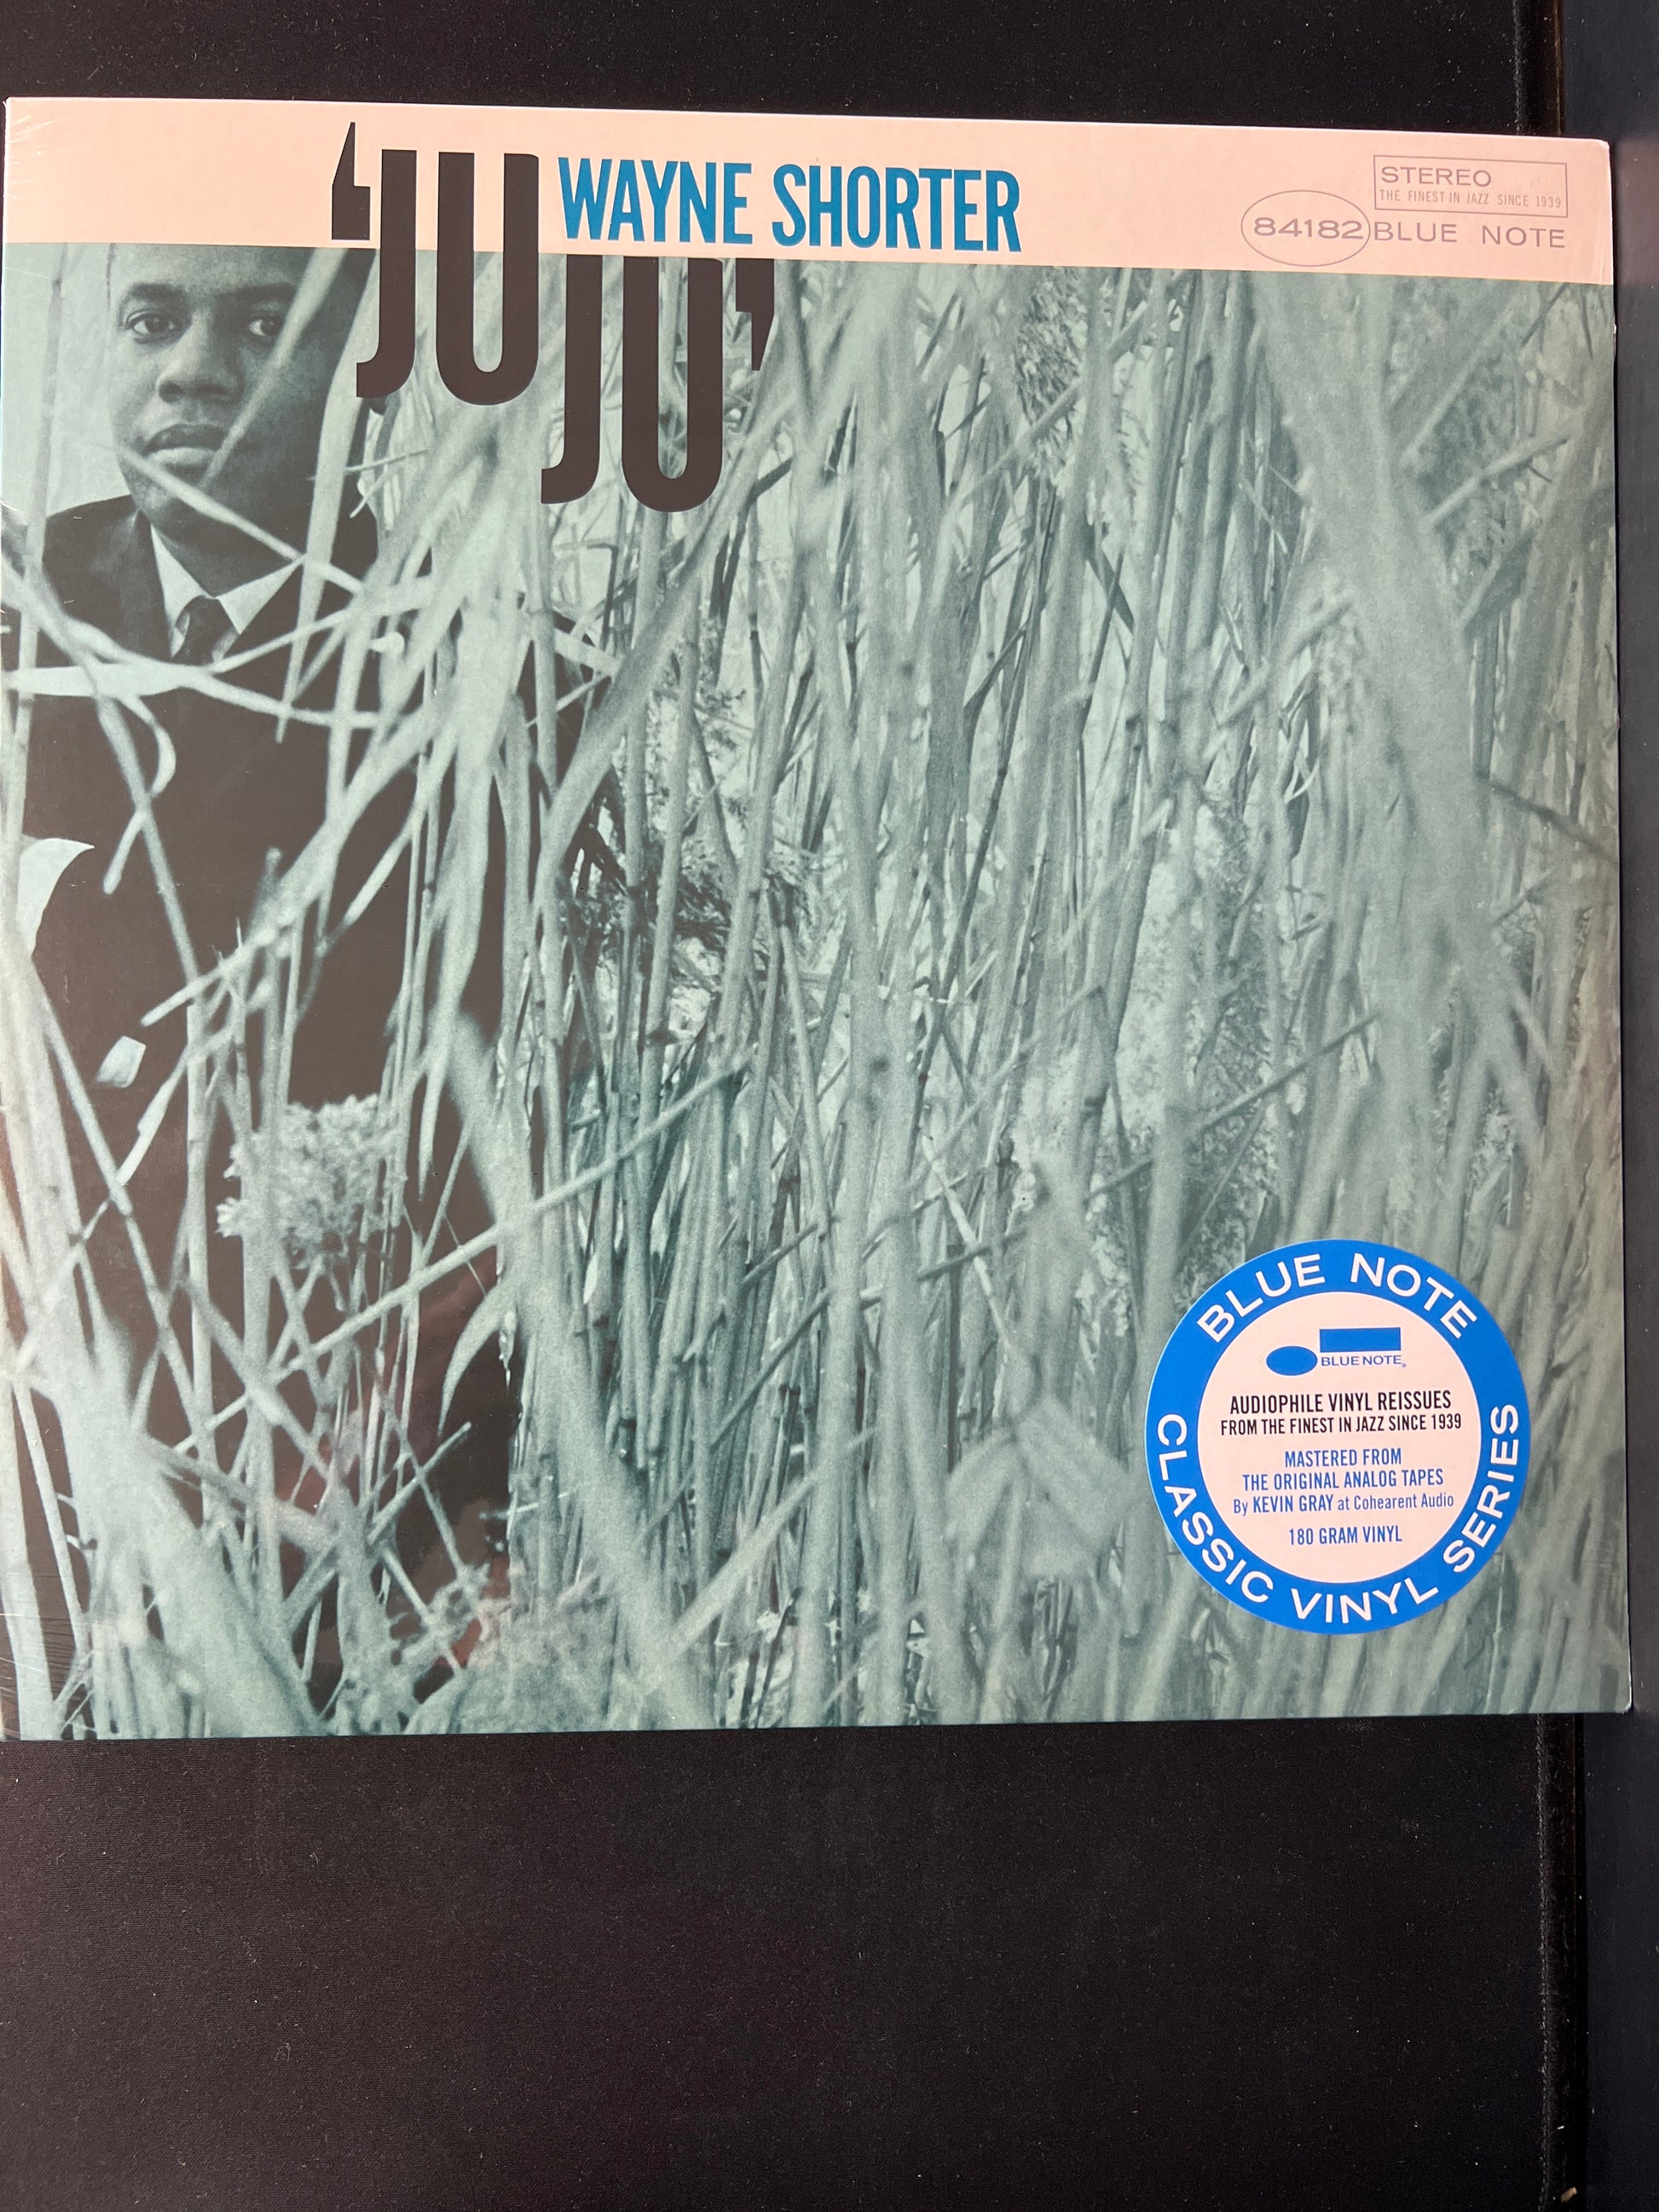 'JU
JU'
WAYNE SHORTER
STEREO
THE FINEST IN JAZZ SINCE 1939
84182 BLUE NOTE
BLUE NOTE
BLUE NOTE®
AUDIOPHILE VINYL REISSUES
FROM THE FINEST IN JAZZ SINCE 1939
MASTERED FROM
THE ORIGINAL ANALOG TAPES
By KEVIN GRAY at Cohearent Audio
180 GRAM VINYL
CLASSIC VINYL SERIES